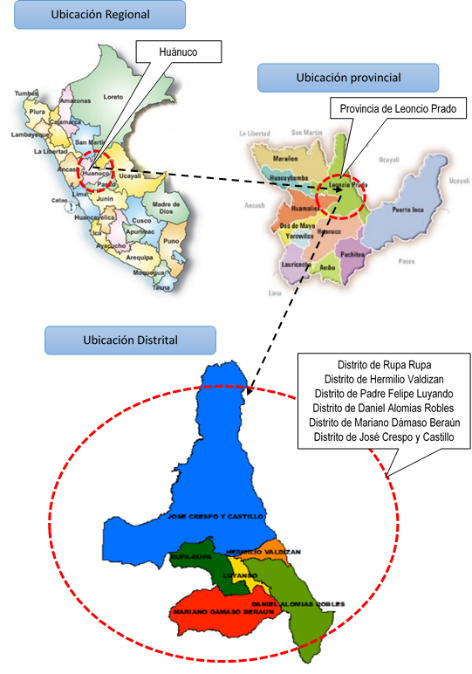 Ubicación Regional
Huánuco
Tumbes
Piura
Lambayeque
Amazonas
Cajamarca
Loreto
San Martín
La Libertad
Ancash
Huanuco
Pasco
Ucayali
Lima
Junin
Callao
Huancavelica
Ica
Ayacucho
Cusco
Apurimac
Madre de
Dios
Puno
Arequipa
Moquegua
Tacna
Ubicación provincial
Provincia de Leoncio Prado
La Libertad
San Martin
Ucayali
Marañon
Huacaybamba
Leoncio Prado
Ancash
Huamalies
Puerto Inca
Dos de Mayo
Yarowilca
Huanuco
Pachitea
Lauricocha
Ambo
Pasco
Lima
Ubicación Distrital
Distrito de Rupa Rupa
Distrito de Hermilio Valdizan
Distrito de Padre Felipe Luyando
Distrito de Daniel Alomias Robles
Distrito de Mariano Dámaso Beraún
Distrito de José Crespo y Castillo
JOSE CRESPO Y CASTILLO
HERMILIO VALDIZAN
RUPA-RUPA
LUYANDO
DANIEL ALOMIAS ROBLES
MARIANO DAMASO BERAUN